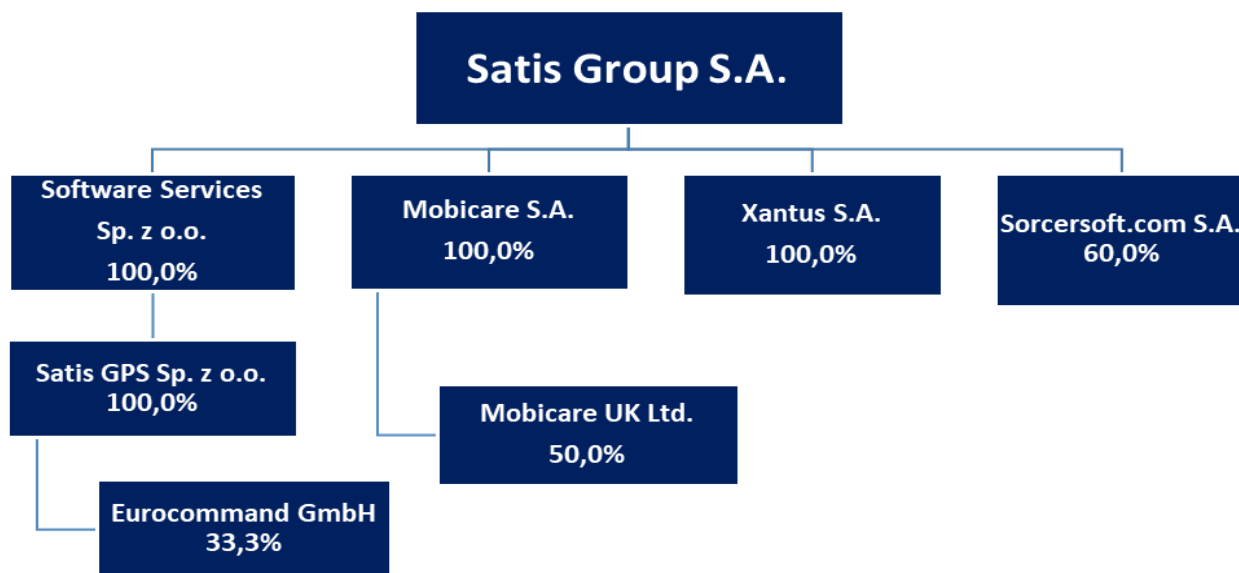 Satis Group S.A.
Software Services
Sp. z o.o.
100,0%
Mobicare S.A.
100,0%
Xantus S.A.
100,0%
Sorcersoft.com S.A.
60,0%
Satis GPS Sp. z o.o.
100,0%
Mobicare UK Ltd.
50,0%
Eurocommand GmbH
33,3%